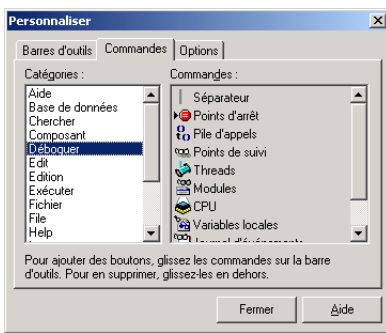 Personnaliser
Barres d'outils Commandes Options
Catégories :
Aide
Base de données
Chercher
Composant
Déboguer
Edit
Edition
Exécuter
Fichier
File
Help
Commandes :
Séparateur
Points d'arrêt
Pile d'appels
Points de suivi
Threads
Modules
CPU
Variables locales
Journal d'événements
Pour ajouter des boutons, glissez les commandes sur la barre
d'outils. Pour en supprimer, glissez-les en dehors.
Fermer Aide